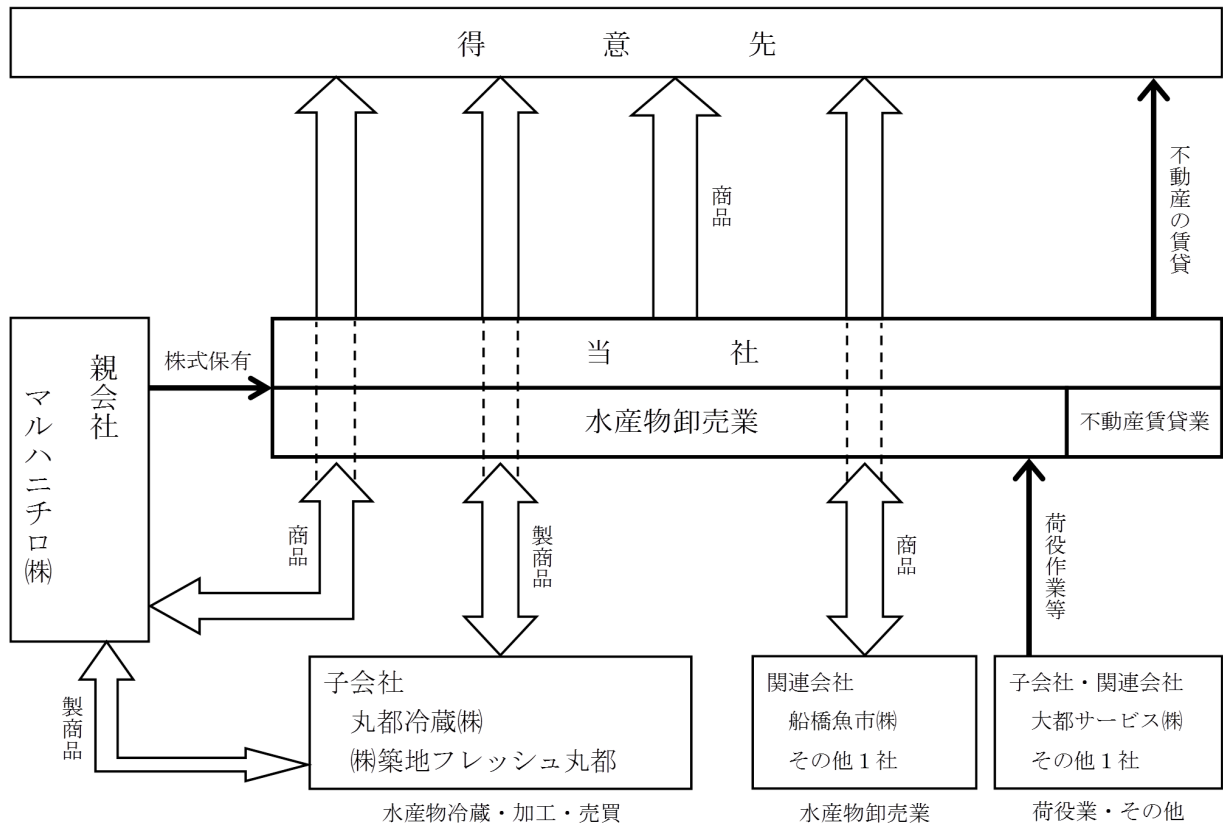 得意先
商品
不動産の賃貸
当社
水産物卸売業
不動産賃貸業
株式保有
親会社
マルハニチロ㈱
商品
製商品
商品
荷役作業等
製商品
子会社
丸都冷蔵㈱
㈱築地フレッシュ丸都
水産物冷蔵・加工・売買
関連会社
船橋魚市㈱
その他１社
水産物卸売業
子会社・関連会社
大都サービス㈱
その他１社
荷役業・その他